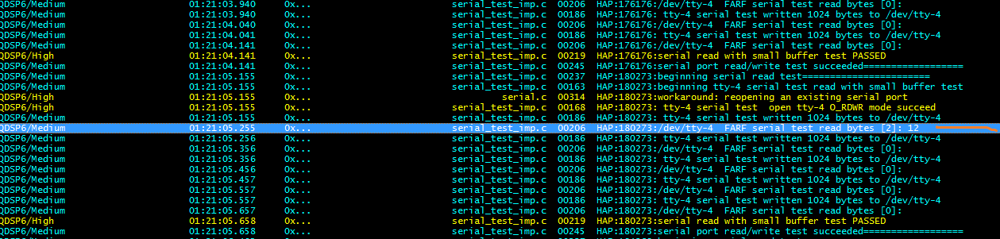 QDSP6/Medium 01:21:03.940 0x... serial_test_imp.c 00206 HAP:176176:/dev/tty-4 FARF serial test read bytes [0]:
QDSP6/Medium 01:21:03.940 0x... serial_test_imp.c 00186 HAP:176176: tty-4 serial test written 1024 bytes to /dev/tty-4
QDSP6/Medium 01:21:04.040 0x... serial_test_imp.c 00206 HAP:176176:/dev/tty-4 FARF serial test read bytes [0]:
QDSP6/Medium 01:21:04.041 0x... serial_test_imp.c 00186 HAP:176176: tty-4 serial test written 1024 bytes to /dev/tty-4
QDSP6/Medium 01:21:04.141 0x... serial_test_imp.c 00206 HAP:176176:/dev/tty-4 FARF serial test read bytes [0]:
QDSP6/High 01:21:04.141 0x... serial_test_imp.c 00219 HAP:176176:serial read with small buffer test PASSED
QDSP6/Medium 01:21:04.141 0x... serial_test_imp.c 00245 HAP:176176:serial port read/write test succeeded===================
QDSP6/Medium 01:21:05.155 0x... serial_test_imp.c 00237 HAP:180273:beginning serial read test========================
QDSP6/Medium 01:21:05.155 0x... serial_test_imp.c 00163 HAP:180273:beginning tty-4 serial test read with small buffer test
QDSP6/High 01:21:05.155 0x... serial.c 00314 HAP:180273:workaround: reopening an existing serial port
QDSP6/High 01:21:05.155 0x... serial_test_imp.c 00168 HAP:180273: tty-4 serial test open tty-4 O_RDWR mode succeed
QDSP6/Medium 01:21:05.155 0x... serial_test_imp.c 00186 HAP:180273: tty-4 serial test written 1024 bytes to /dev/tty-4
QDSP6/Medium 01:21:05.255 0x... serial_test_imp.c 00206 HAP:180273:/dev/tty-4 FARF serial test read bytes [2]: 12
QDSP6/Medium 01:21:05.256 0x... serial_test_imp.c 00186 HAP:180273: tty-4 serial test written 1024 bytes to /dev/tty-4
QDSP6/Medium 01:21:05.356 0x... serial_test_imp.c 00206 HAP:180273:/dev/tty-4 FARF serial test read bytes [0]:
QDSP6/Medium 01:21:05.356 0x... serial_test_imp.c 00186 HAP:180273: tty-4 serial test written 1024 bytes to /dev/tty-4
QDSP6/Medium 01:21:05.456 0x... serial_test_imp.c 00206 HAP:180273:/dev/tty-4 FARF serial test read bytes [0]:
QDSP6/Medium 01:21:05.457 0x... serial_test_imp.c 00186 HAP:180273: tty-4 serial test written 1024 bytes to /dev/tty-4
QDSP6/Medium 01:21:05.557 0x... serial_test_imp.c 00206 HAP:180273:/dev/tty-4 FARF serial test read bytes [0]:
QDSP6/Medium 01:21:05.557 0x... serial_test_imp.c 00186 HAP:180273: tty-4 serial test written 1024 bytes to /dev/tty-4
QDSP6/Medium 01:21:05.657 0x... serial_test_imp.c 00206 HAP:180273:/dev/tty-4 FARF serial test read bytes [0]:
QDSP6/High 01:21:05.658 0x... serial_test_imp.c 00219 HAP:180273:serial read with small buffer test PASSED
QDSP6/Medium 01:21:05.658 0x... serial_test_imp.c 00245 HAP:180273:serial port read/write test succeeded===================